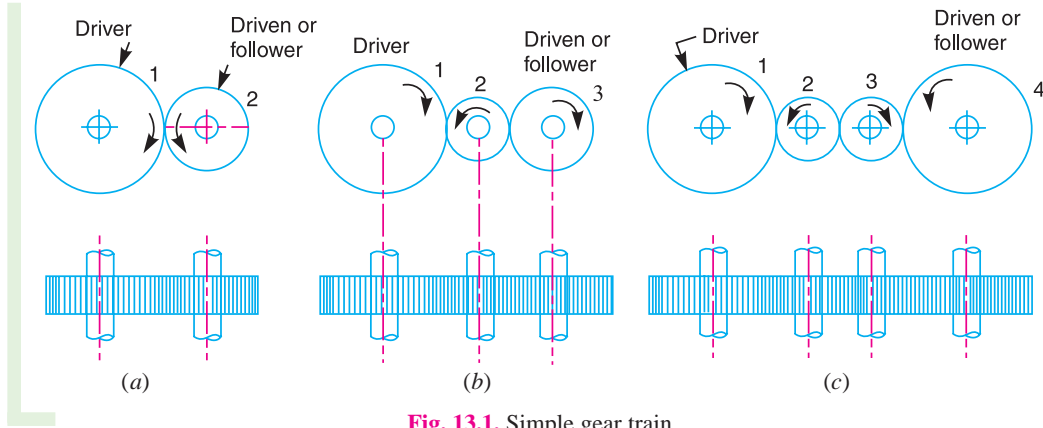 Driver
Driven or
follower
1
2
(a)
Driver
Driven or
follower
1
2
3
(b)
Driver
Driven or
follower
1
2
3
4
(c)
Fig. 13.1. Simple gear train